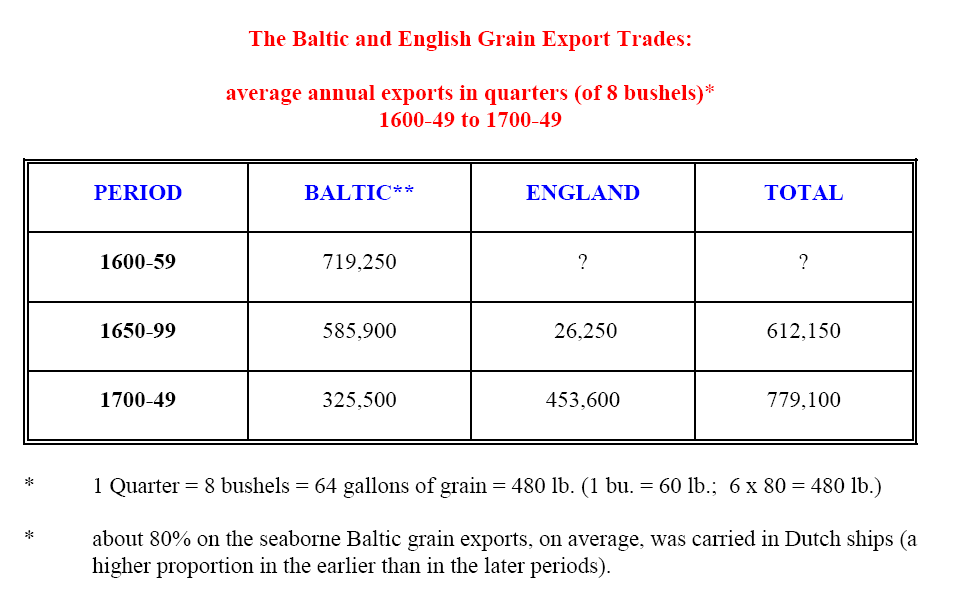 The Baltic and English Grain Export Trades:
average annual exports in quarters (of 8 bushels)*
1600-49 to 1700-49
PERIOD BALTIC** ENGLAND TOTAL
1600-59 719,250 ? ?
1650-99 585,900 26,250 612,150
1700-49 325,500 453,600 779,100
* 1 Quarter = 8 bushels = 64 gallons of grain = 480 lb. (1 bu. = 60 lb.; 6 x 80 = 480 lb.)
* about 80% on the seaborne Baltic grain exports, on average, was carried in Dutch ships (a
higher proportion in the earlier than in the later periods).